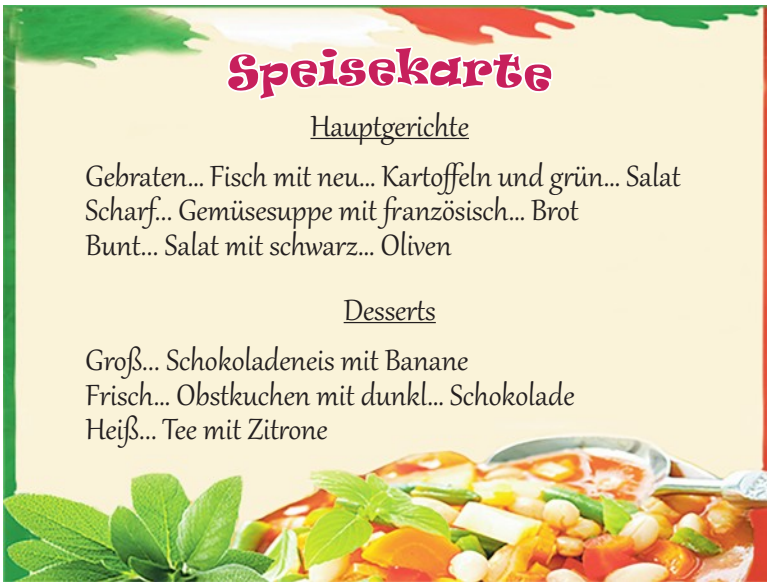 Speisekarte
Hauptgerichte
Gebraten... Fisch mit neu... Kartoffeln und grün... Salat
Scharf... Gemüsesuppe mit französisch... Brot
Bunt... Salat mit schwarz... Oliven
Desserts
Groß... Schokoladeneis mit Banane
Frisch... Obstkuchen mit dunkl... Schokolade
Heiß... Tee mit Zitrone